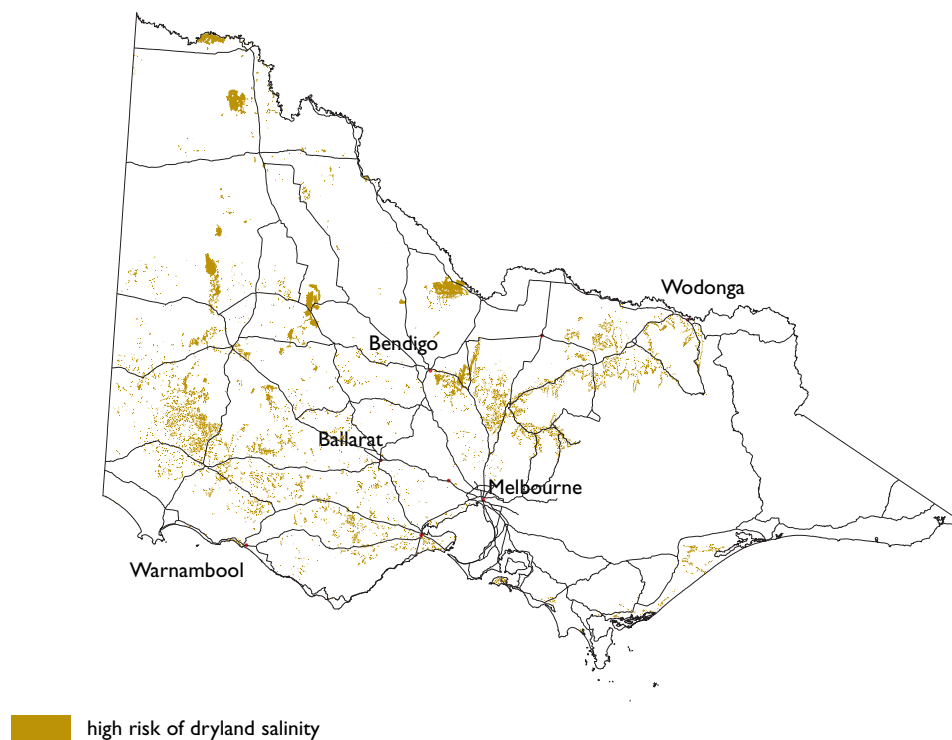 Wodonga
Bendigo
Ballarat
Melbourne
Warnambool
high risk of dryland salinity